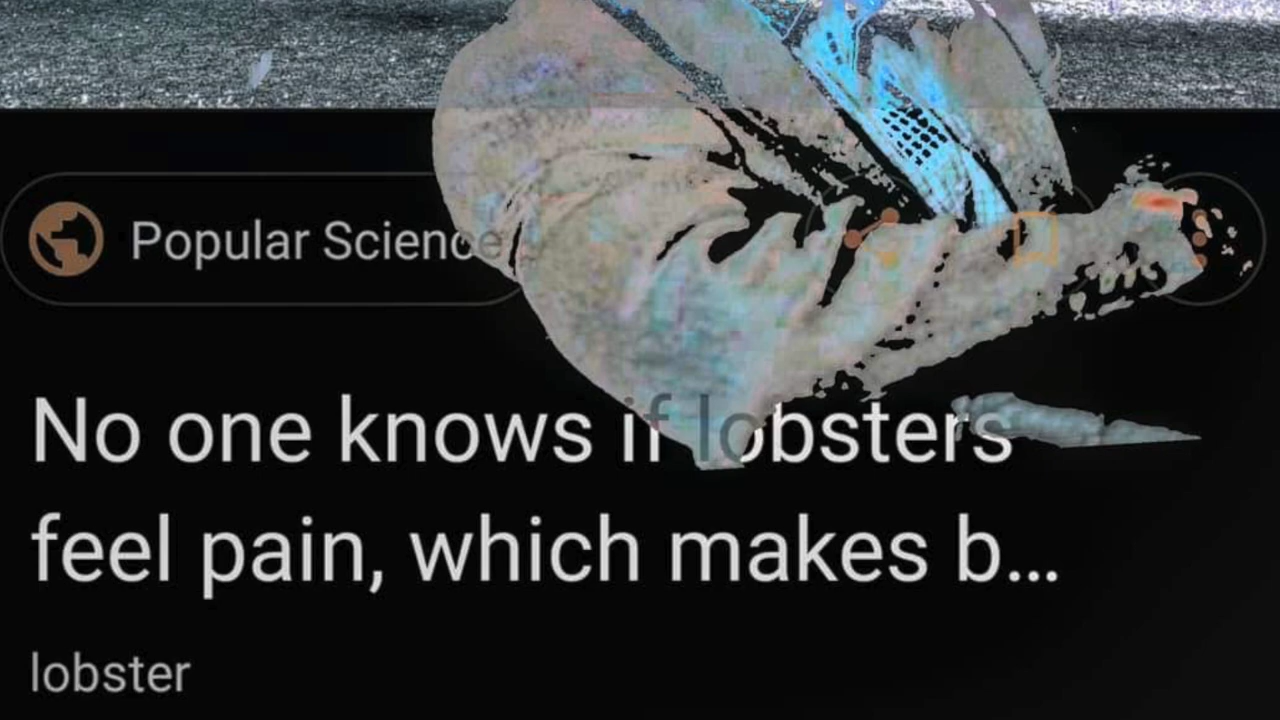 Popular Science
No one knows if lobsters
feel pain, which makes b...
lobster